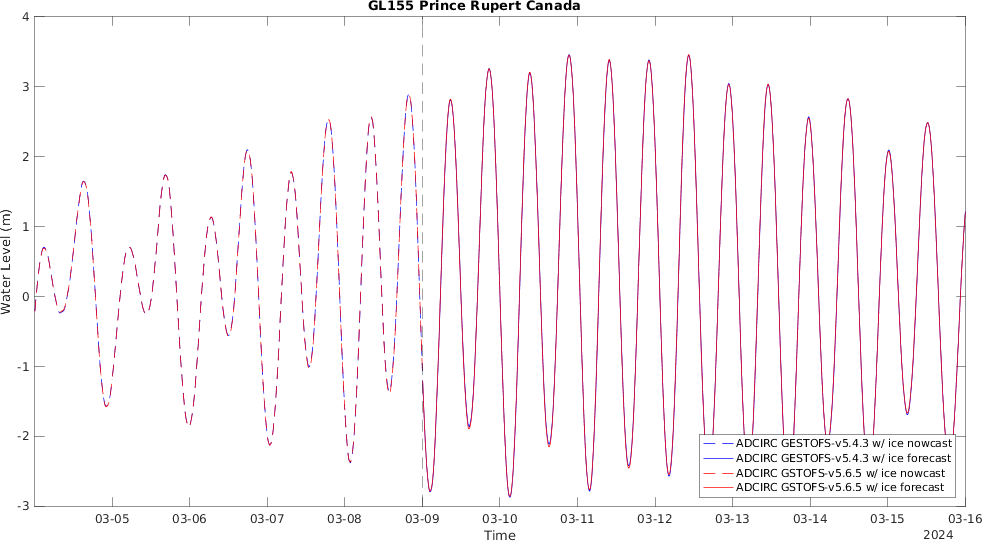 GL155 Prince Rupert Canada
4
3
2
1
0
-1
-2
-3
Water Level (m)
ADCIRC GESTOFS-v5.4.3 w/ ice nowcast
ADCIRC GESTOFS-v5.4.3 w/ ice forecast
ADCIRC GSTOFS-v5.6.5 w/ ice nowcast
ADCIRC GSTOFS-v5.6.5 w/ ice forecast
03-05 03-06 03-07 03-08 03-09 03-10 03-11 03-12 03-13 03-14 03-15 03-16
Time
2024